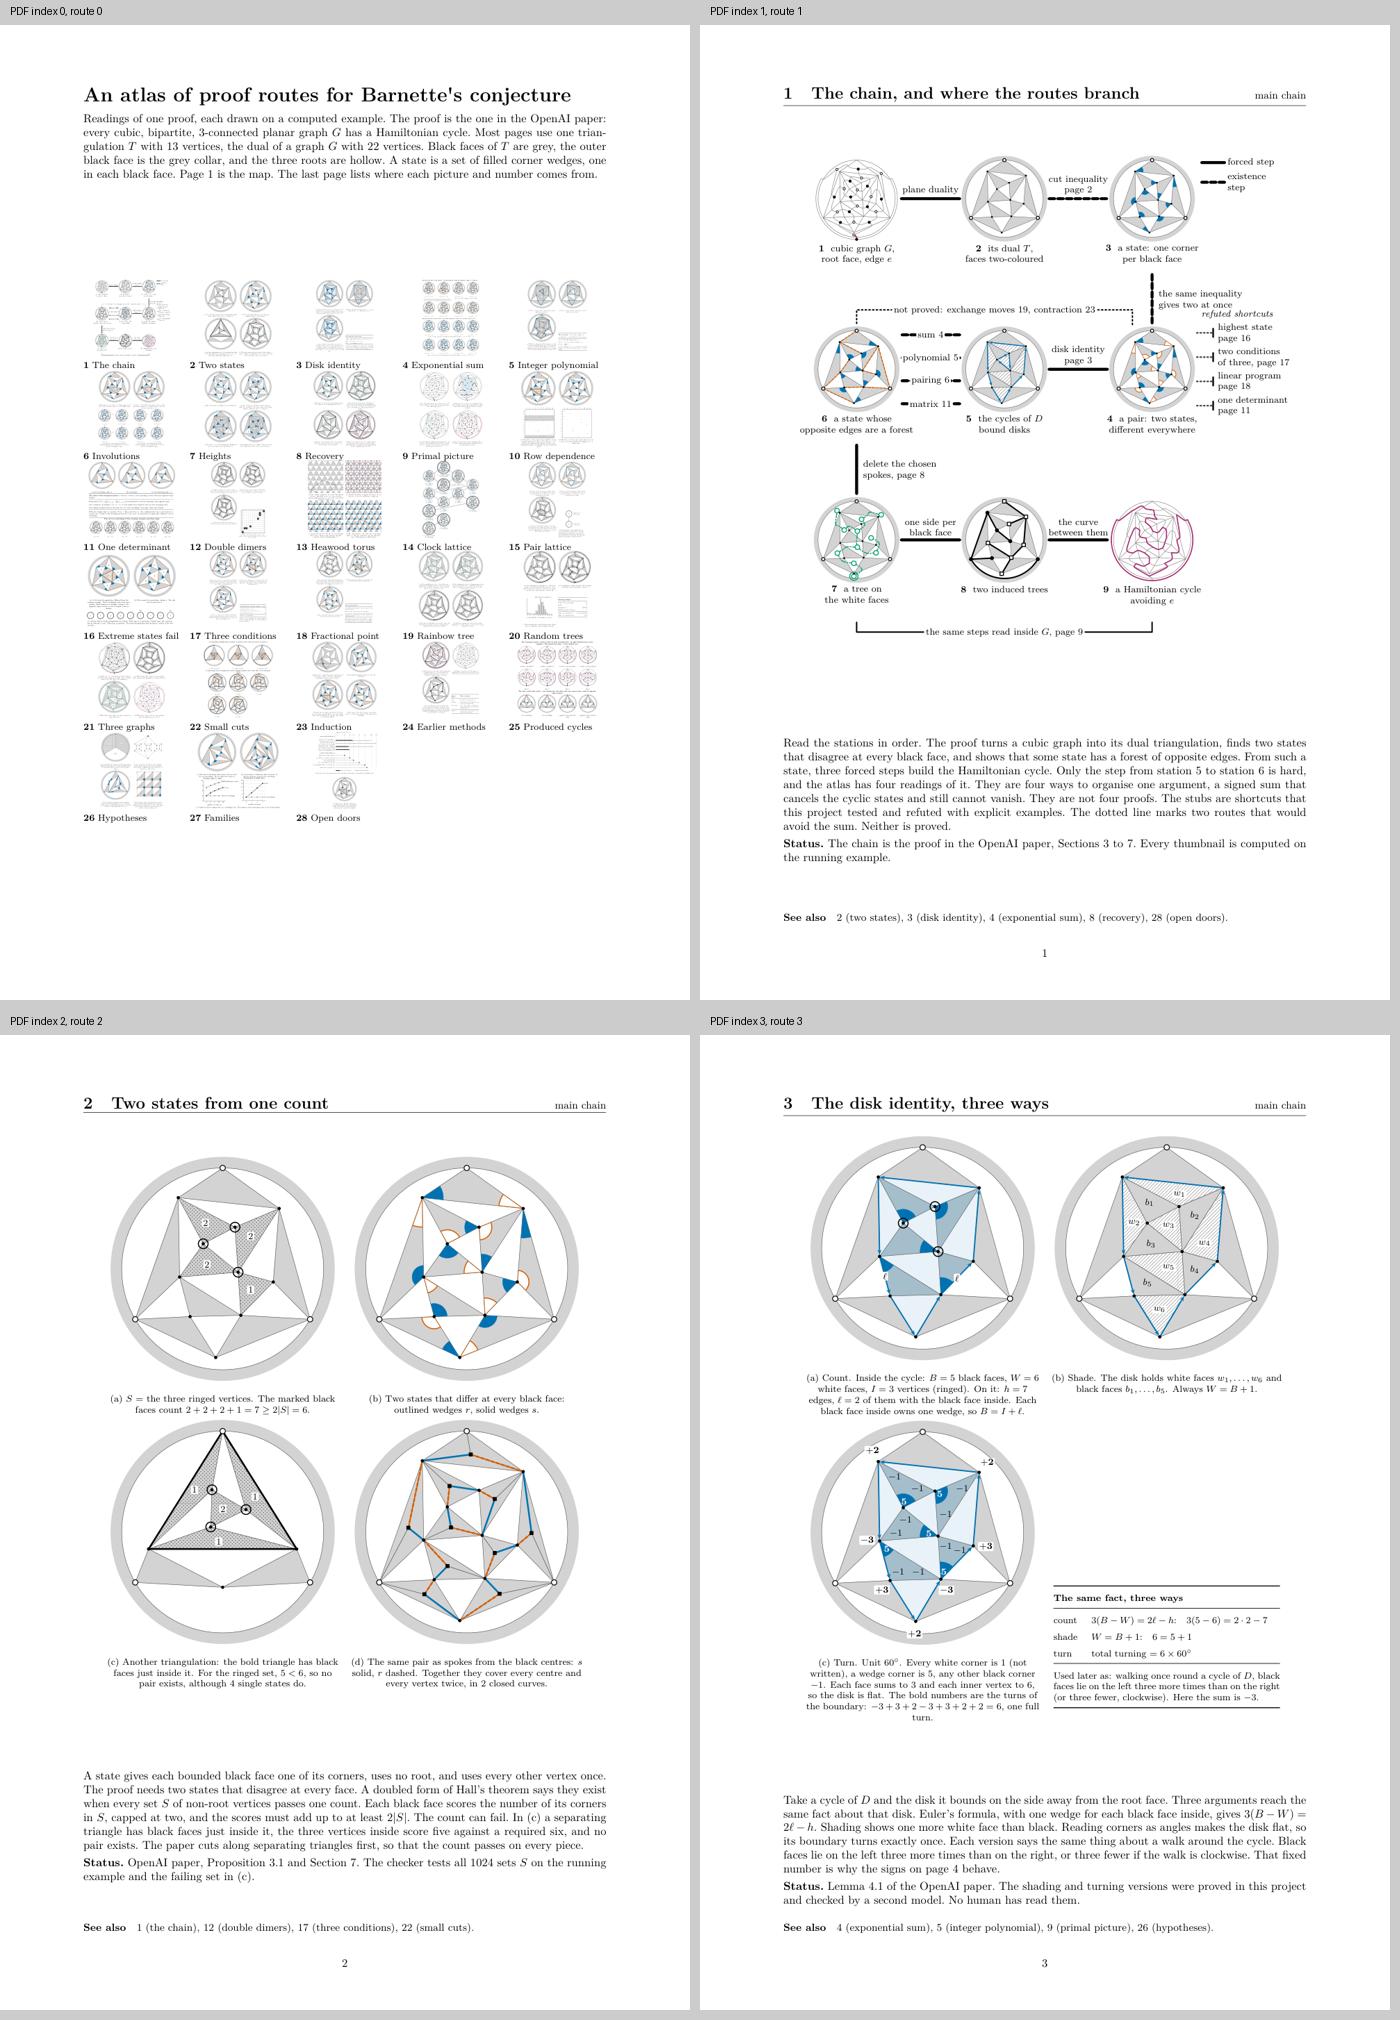 PDF index 0, route 0
An atlas of proof routes for Barnette's conjecture
Readings of one proof, each drawn on a computed example. The proof is the one in the OpenAI paper:
every cubic, bipartite, 3-connected planar graph G has a Hamiltonian cycle. Most pages use one trian-
gulation T with 13 vertices, the dual of a graph G with 22 vertices. Black faces of T are grey, the outer
black face is the grey collar, and the three roots are hollow. A state is a set of filled corner wedges, one
in each black face. Page 1 is the map. The last page lists where each picture and number comes from.
1 The chain
2 Two states
3 Disk identity
4 Exponential sum
5 Integer polynomial
6 Involutions
7 Heights
8 Recovery
9 Primal picture
10 Row dependence
11 One determinant
12 Double dimers
13 Heawood torus
14 Clock lattice
15 Pair lattice
16 Extreme states fail
17 Three conditions
18 Fractional point
19 Rainbow tree
20 Random trees
21 Three graphs
22 Small cuts
23 Induction
24 Earlier methods
25 Produced cycles
26 Hypotheses
27 Families
28 Open doors
PDF index 1, route 1
1 The chain, and where the routes branch
main chain
plane duality
cut inequality
page 2
forced step
existence
step
1 cubic graph G,
root face, edge e
2 its dual T,
faces two-coloured
3 a state: one corner
per black face
the same inequality
gives two at once
not proved: exchange moves 19, contraction 23
refuted shortcuts
highest state
page 16
two conditions
of three, page 17
linear program
page 18
one determinant
page 11
sum 4
polynomial 5
pairing 6
matrix 11
disk identity
page 3
6 a state whose
opposite edges are a forest
5 the cycles of D
bound disks
4 a pair: two states,
different everywhere
delete the chosen
spokes, page 8
one side per
black face
the curve
between them
7 a tree on
the white faces
8 two induced trees
9 a Hamiltonian cycle
avoiding e
the same steps read inside G, page 9
Read the stations in order. The proof turns a cubic graph into its dual triangulation, finds two states
that disagree at every black face, and shows that some state has a forest of opposite edges. From such a
state, three forced steps build the Hamiltonian cycle. Only the step from station 5 to station 6 is hard,
and the atlas has four readings of it. They are four ways to organise one argument, a signed sum that
cancels the cyclic states and still cannot vanish. They are not four proofs. The stubs are shortcuts that
this project tested and refuted with explicit examples. The dotted line marks two routes that would
avoid the sum. Neither is proved.
Status. The chain is the proof in the OpenAI paper, Sections 3 to 7. Every thumbnail is computed on
the running example.
See also 2 (two states), 3 (disk identity), 4 (exponential sum), 8 (recovery), 28 (open doors).
1
PDF index 2, route 2
2 Two states from one count
main chain
2
2
2
1
(a) S = the three ringed vertices. The marked black
faces count 2 + 2 + 2 + 1 = 7 ≥ 2|S| = 6.
(b) Two states that differ at every black face:
outlined wedges r, solid wedges s.
1
1
2
1
(c) Another triangulation: the bold triangle has black
faces just inside it. For the ringed set, 5 < 6, so no
pair exists, although 4 single states do.
(d) The same pair as spokes from the black centres: s
solid, r dashed. Together they cover every centre and
every vertex twice, in 2 closed curves.
A state gives each bounded black face one of its corners, uses no root, and uses every other vertex once.
The proof needs two states that disagree at every face. A doubled form of Hall's theorem says they exist
when every set S of non-root vertices passes one count. Each black face scores the number of its corners
in S, capped at two, and the scores must add up to at least 2|S|. The count can fail. In (c) a separating
triangle has black faces just inside it, the three vertices inside score five against a required six, and no
pair exists. The paper cuts along separating triangles first, so that the count passes on every piece.
Status. OpenAI paper, Proposition 3.1 and Section 7. The checker tests all 1024 sets S on the running
example and the failing set in (c).
See also 1 (the chain), 12 (double dimers), 17 (three conditions), 22 (small cuts).
2
PDF index 3, route 3
3 The disk identity, three ways
main chain
ℓ
ℓ
w1
b1
b2
w2
w3
b3
w4
w5
b4
b5
w6
(a) Count. Inside the cycle: B = 5 black faces, W = 6
white faces, I = 3 vertices (ringed). On it: h = 7
edges, ℓ = 2 of them with the black face inside. Each
black face inside owns one wedge, so B = I + ℓ.
(b) Shade. The disk holds white faces w1, . . . , w6 and
black faces b1, . . . , b5. Always W = B + 1.
+2
+2
−1
−1
−1
5
5
−1
−1
−3
−1
5
−1
−1
+3
5
−1
−1
5
+3
−3
+2
(c) Turn. Unit 60°. Every white corner is 1 (not
written), a wedge corner is 5, any other black corner
−1. Each face sums to 3 and each inner vertex to 6,
so the disk is flat. The bold numbers are the turns of
the boundary: −3 + 3 + 2 − 3 + 3 + 2 + 2 = 6, one full
turn.
The same fact, three ways
count 3(B − W) = 2ℓ − h: 3(5 − 6) = 2 · 2 − 7
shade W = B + 1: 6 = 5 + 1
turn total turning = 6 × 60°
Used later as: walking once round a cycle of D, black
faces lie on the left three more times than on the right
(or three fewer, clockwise). Here the sum is −3.
Take a cycle of D and the disk it bounds on the side away from the root face. Three arguments reach the
same fact about that disk. Euler's formula, with one wedge for each black face inside, gives 3(B − W) =
2ℓ − h. Shading shows one more white face than black. Reading corners as angles makes the disk flat, so
its boundary turns exactly once. Each version says the same thing about a walk around the cycle. Black
faces lie on the left three more times than on the right, or three fewer if the walk is clockwise. That fixed
number is why the signs on page 4 behave.
Status. Lemma 4.1 of the OpenAI paper. The shading and turning versions were proved in this project
and checked by a second model. No human has read them.
See also 4 (exponential sum), 5 (integer polynomial), 9 (primal picture), 26 (hypotheses).
3